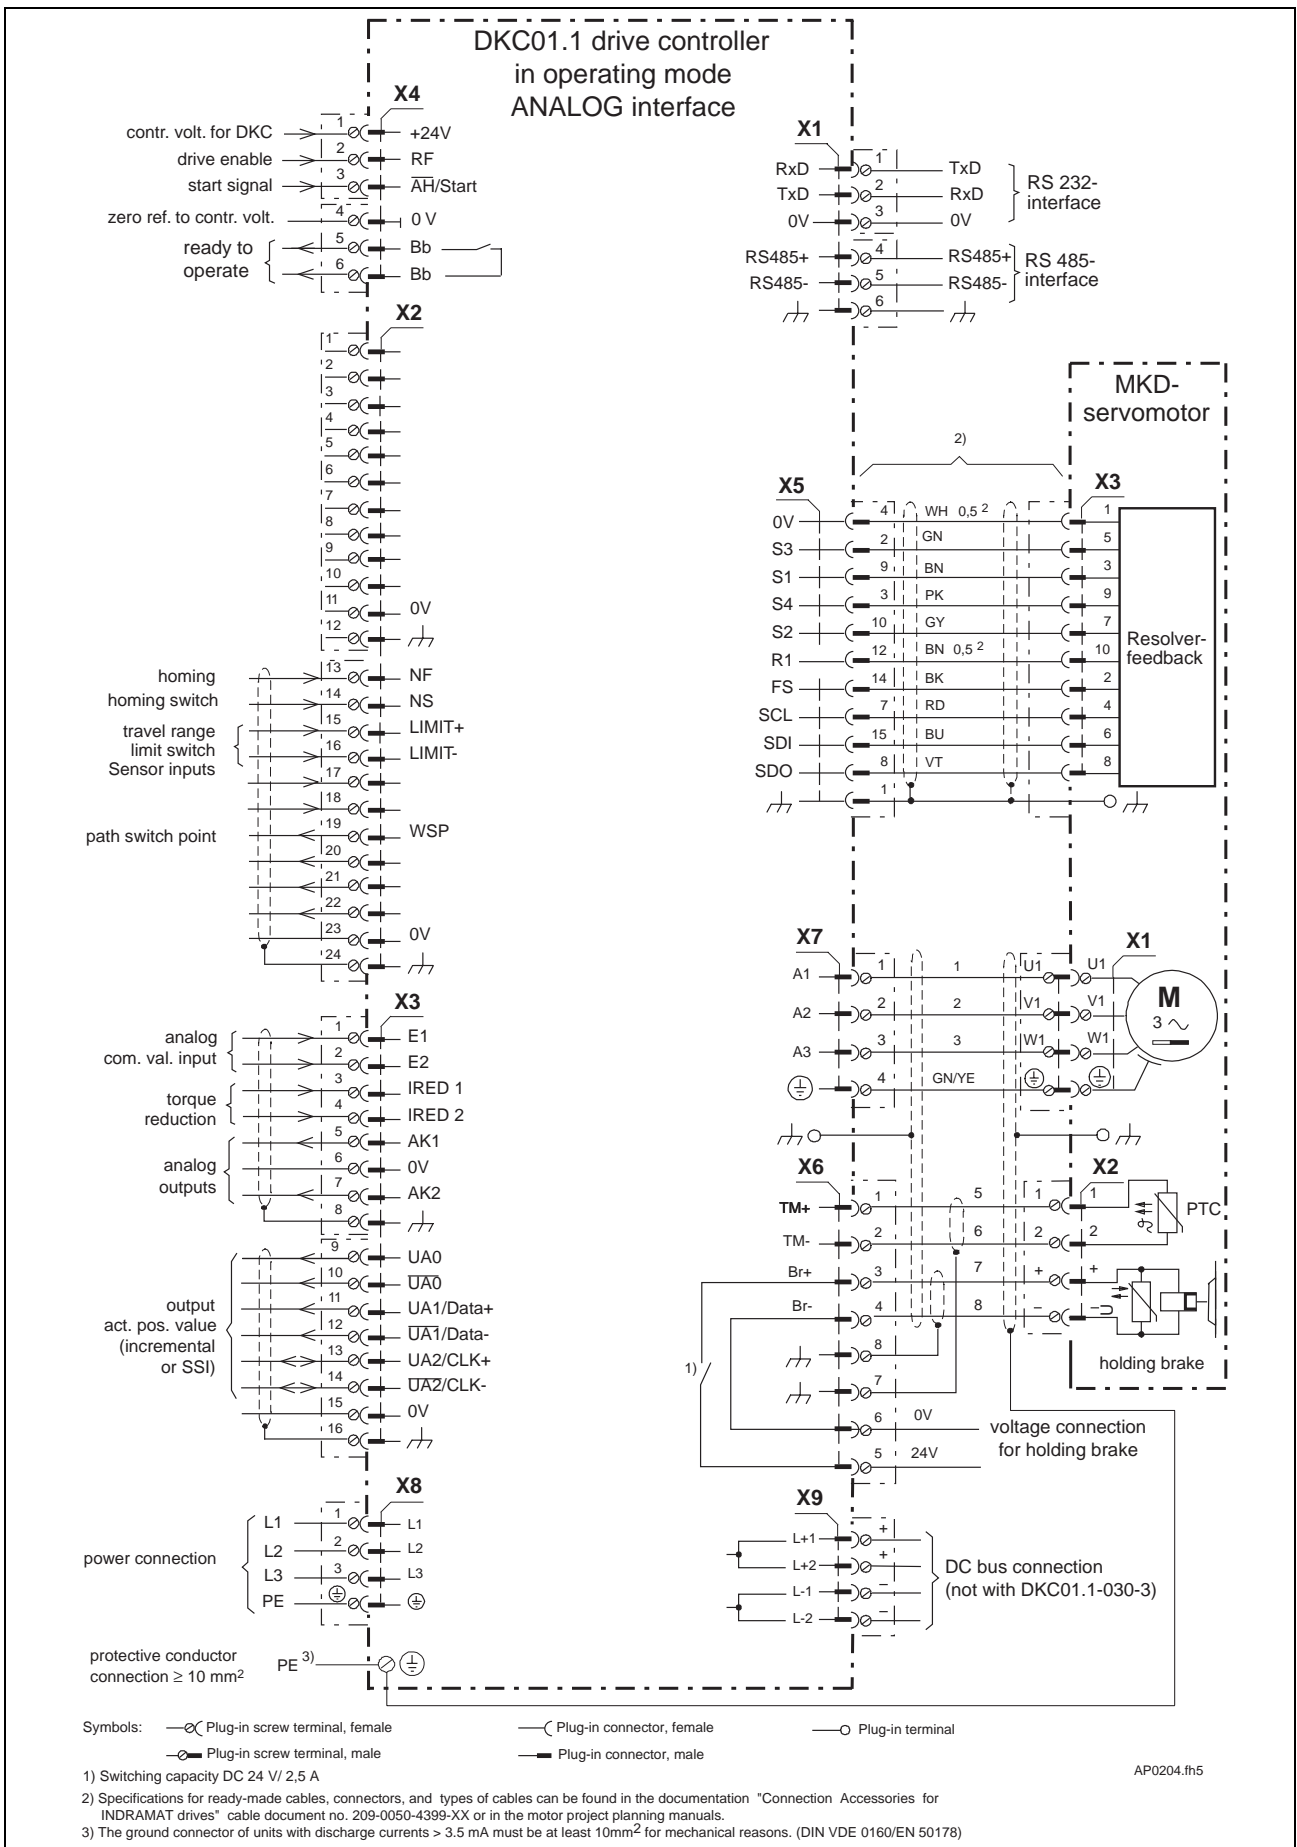 DKC01.1 drive controller
in operating mode
ANALOG interface
X4
contr. volt. for DKC 1 +24V
drive enable 2 RF
start signal 3 AH/Start
zero ref. to contr. volt. 4 0 V
ready to operate 5 Bb
6 Bb
X2
1
2
3
4
5
6
7
8
9
10
11 0V
12
homing 13 NF
homing switch 14 NS
travel range 15 LIMIT+
limit switch 16 LIMIT-
Sensor inputs 17
18
path switch point 19 WSP
20
21
22
23 0V
24
X3
analog 1 E1
com. val. input 2 E2
torque 3 IRED 1
reduction 4 IRED 2
analog 5 AK1
6 0V
outputs 7 AK2
8
9 UA0
10 UA0
output 11 UA1/Data+
act. pos. value 12 UA1/Data-
(incremental 13 UA2/CLK+
or SSI) 14 UA2/CLK-
15 0V
16
X8
power connection
L1 1 L1
L2 2 L2
L3 3 L3
PE
protective conductor
connection ≥ 10 mm2
PE 3)
X1
RxD 1 TxD
TxD 2 RxD
0V 3 0V
RS 232-
interface
RS485+ 4 RS485+
RS485- 5 RS485-
6
RS 485-
interface
MKD-
servomotor
2)
X5 X3
0V 4 WH 0,5 2 1
S3 2 GN 5
S1 9 BN 3
S4 3 PK 9
S2 10 GY 7
R1 12 BN 0,5 2 10
FS 14 BK 2
SCL 7 RD 4
SDI 15 BU 6
SDO 8 VT 8
1
Resolver-
feedback
X7 X1
A1 1 1 U1 U1
A2 2 2 V1 V1
A3 3 3 W1 W1
4 GN/YE
M
3
X6 X2
TM+ 1 5 1 1
TM- 2 6 2 2
PTC
Br+ 3 7 + +
Br- 4 8 − −
U
holding brake
8
7
1)
6 0V
5 24V
voltage connection
for holding brake
X9
L+1 +
L+2 +
L-1 −
L-2 −
DC bus connection
(not with DKC01.1-030-3)
Symbols: Plug-in screw terminal, female Plug-in connector, female Plug-in terminal
Plug-in screw terminal, male Plug-in connector, male
1) Switching capacity DC 24 V/ 2,5 A
AP0204.fh5
2) Specifications for ready-made cables, connectors, and types of cables can be found in the documentation "Connection Accessories for
INDRAMAT drives" cable document no. 209-0050-4399-XX or in the motor project planning manuals.
3) The ground connector of units with discharge currents > 3.5 mA must be at least 10mm2 for mechanical reasons. (DIN VDE 0160/EN 50178)